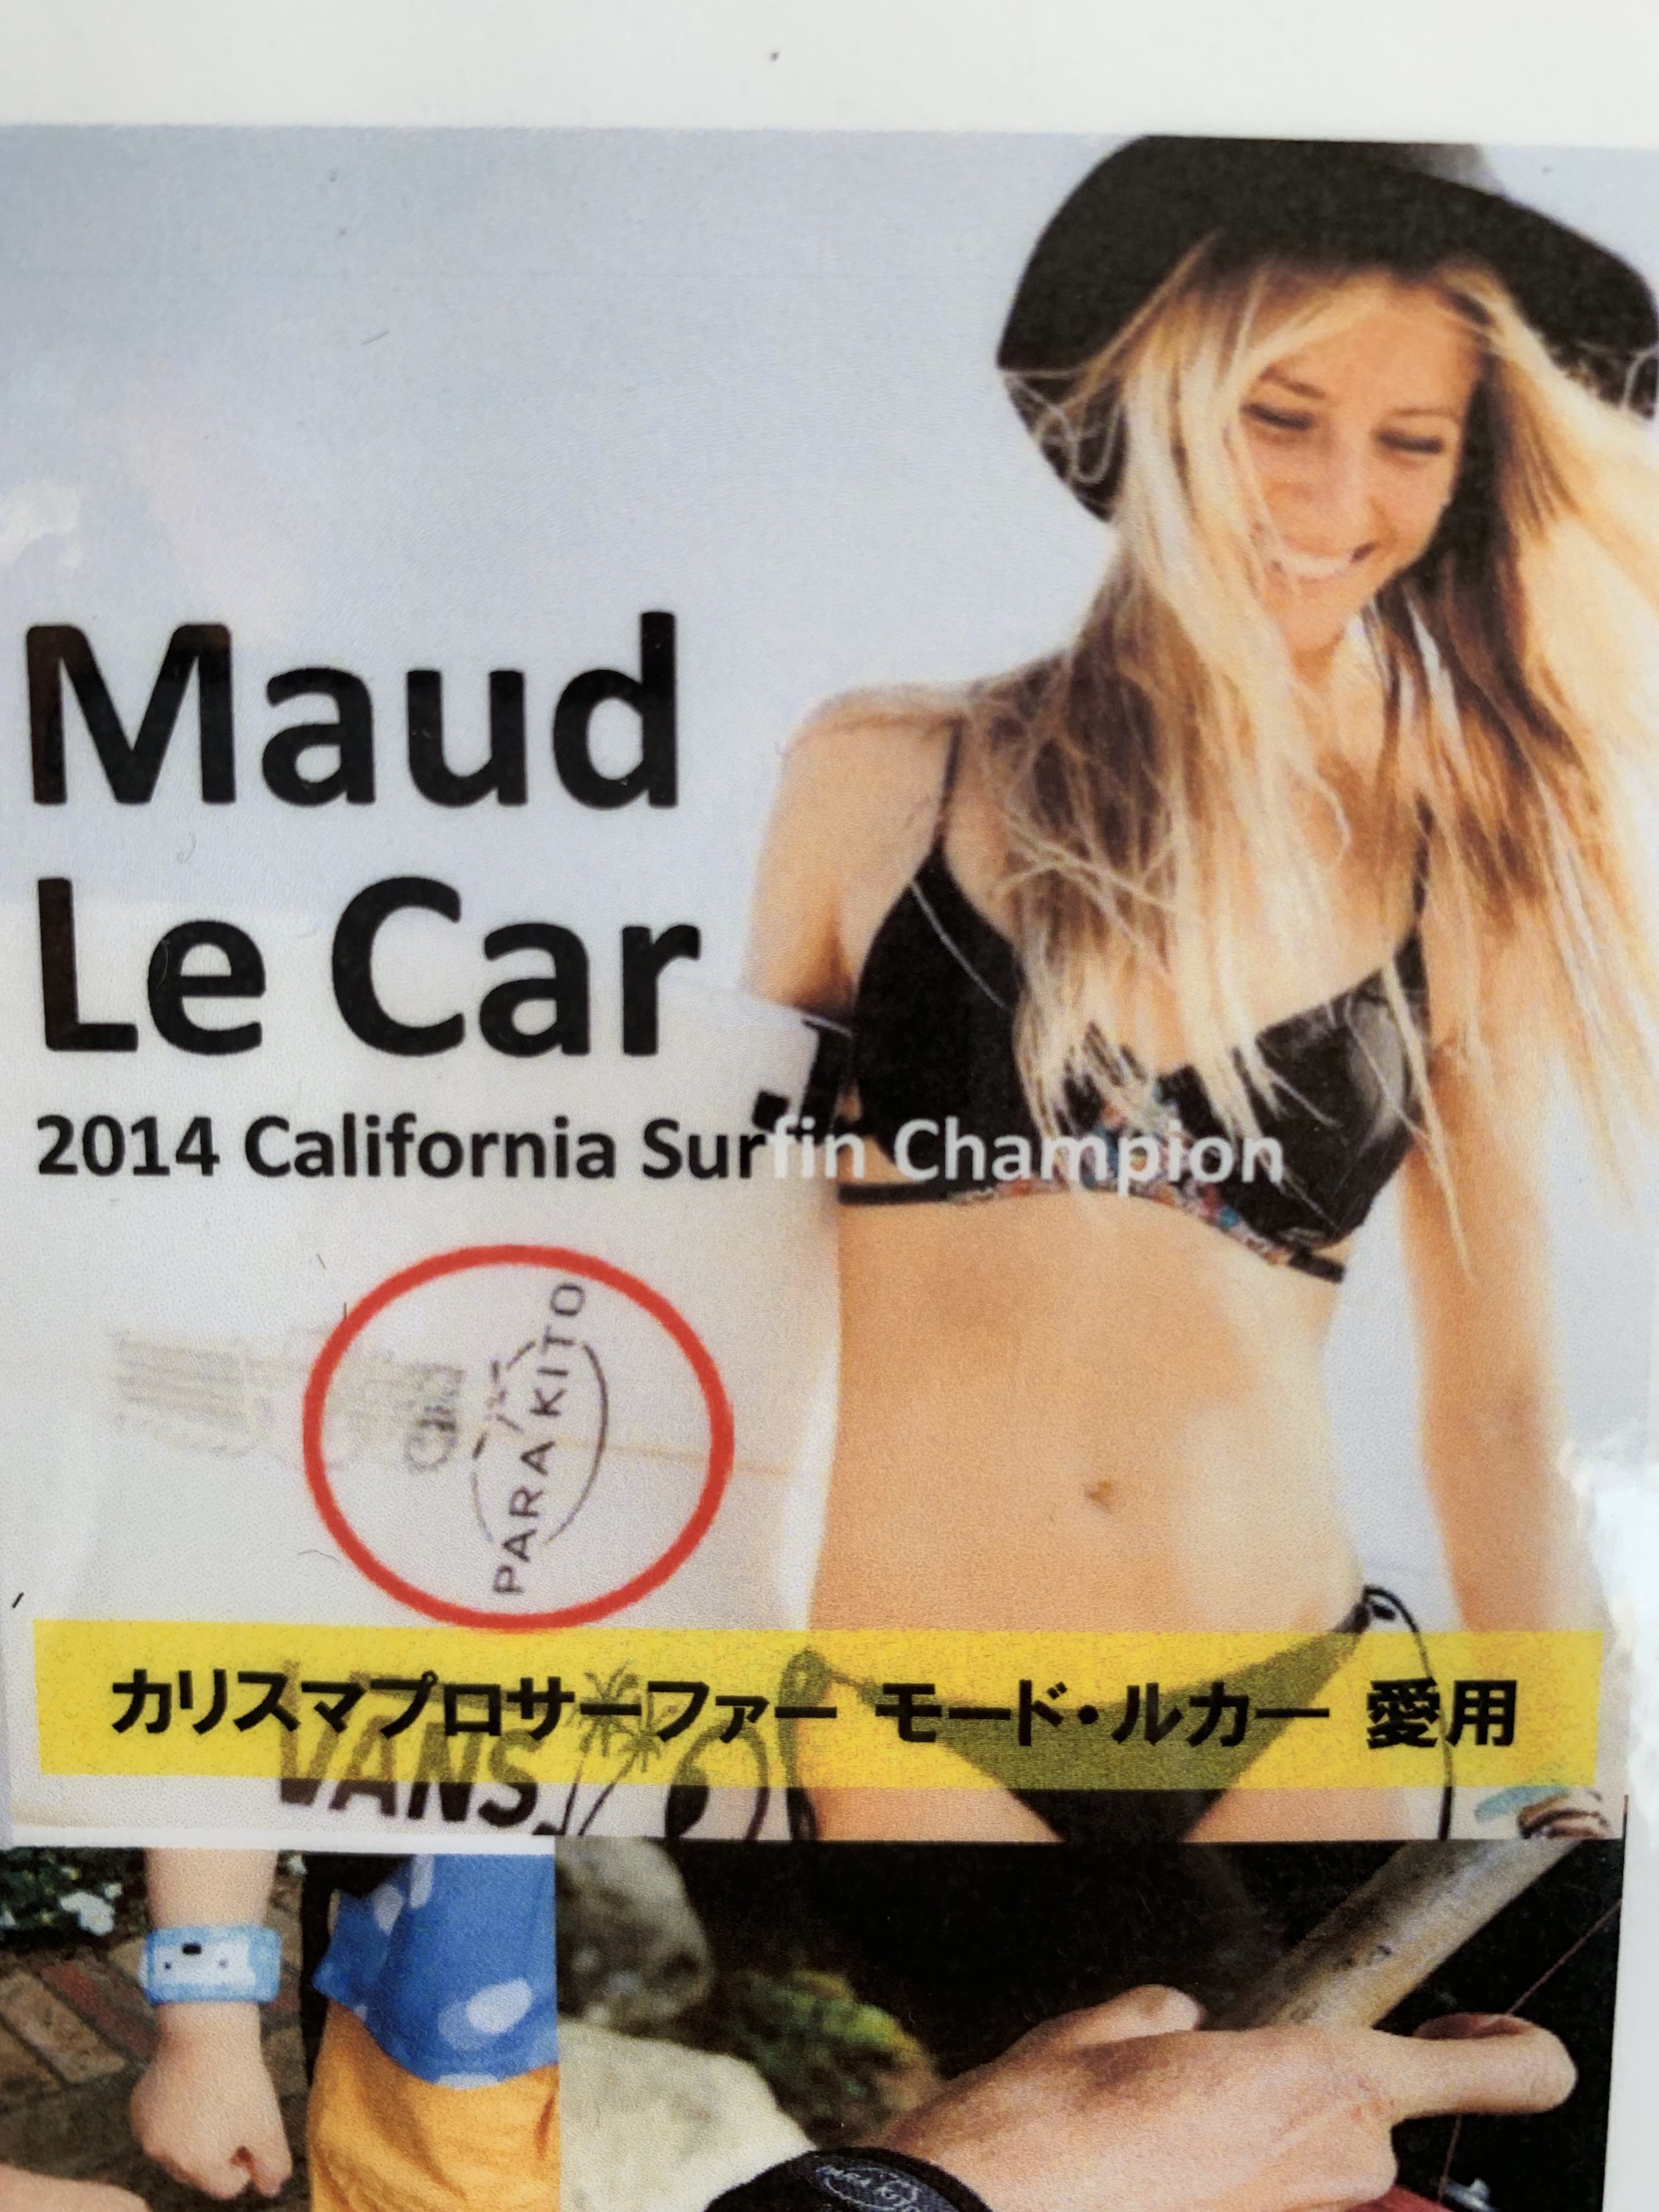 Maud
Le Car
2014 California Surfin Champion
PARA KITO
カリスマプロサーファー モード・ルカー 愛用
VANS